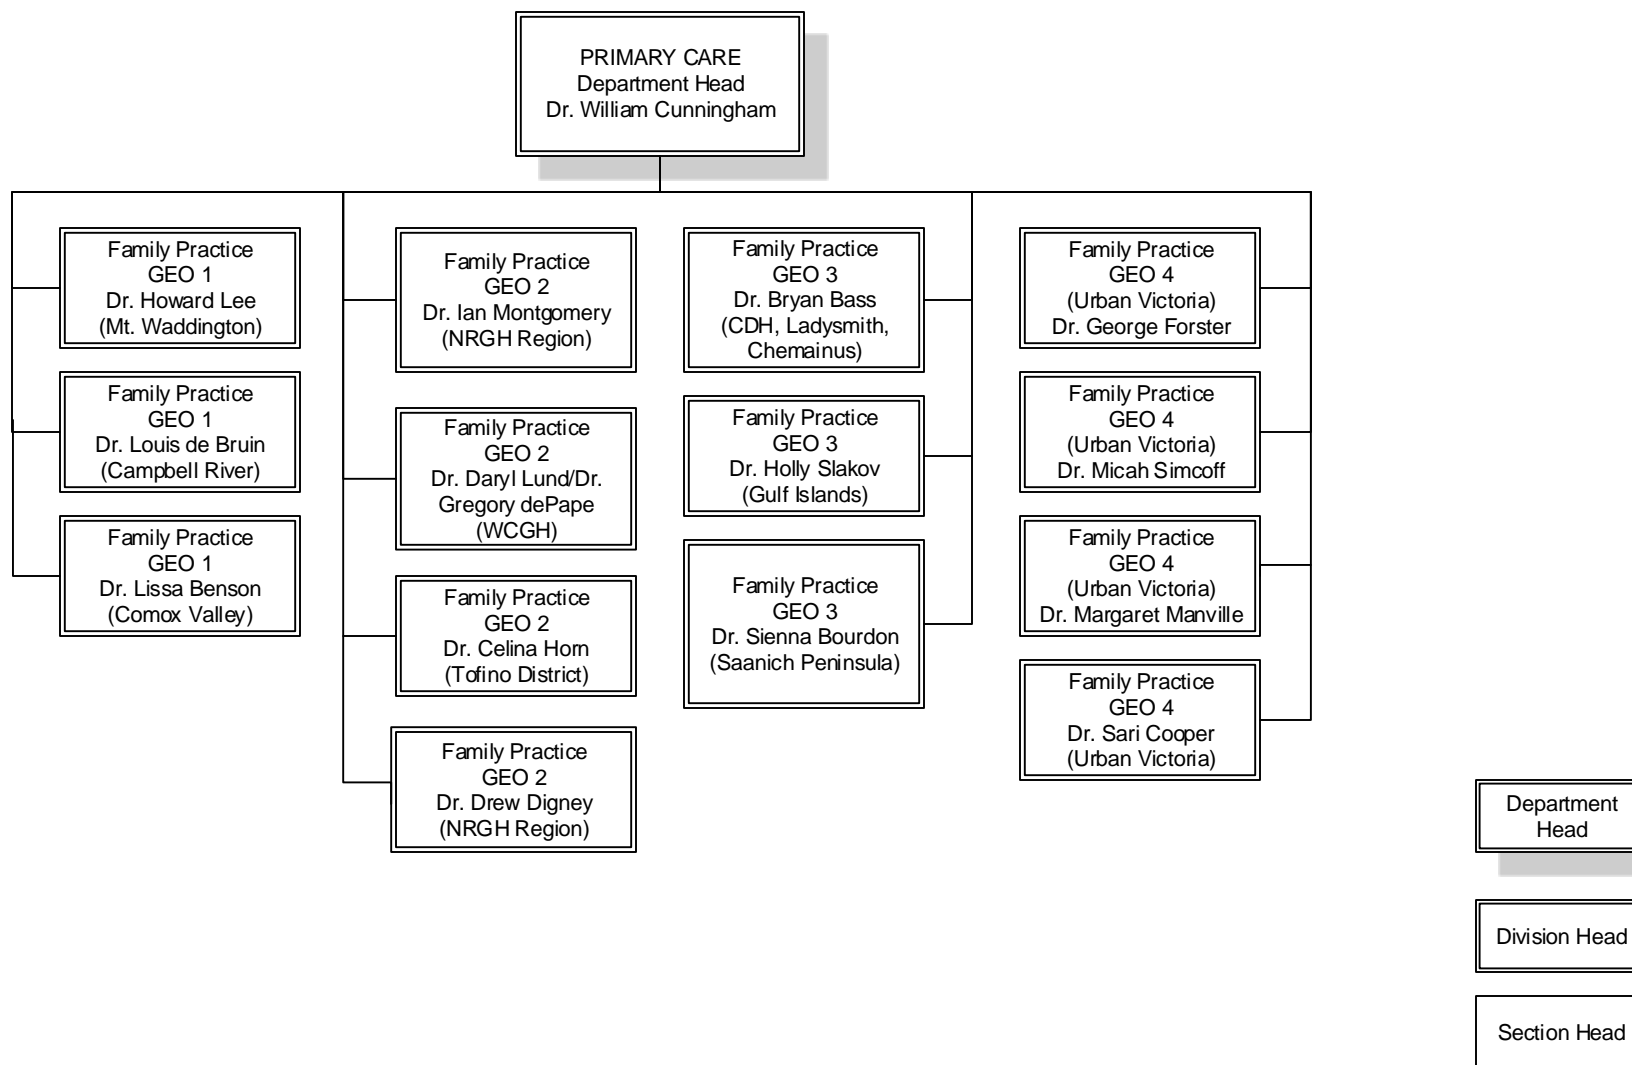 PRIMARY CARE
Department Head
Dr. William Cunningham
Family Practice
GEO 1
Dr. Howard Lee
(Mt. Waddington)
Family Practice
GEO 1
Dr. Louis de Bruin
(Campbell River)
Family Practice
GEO 1
Dr. Lissa Benson
(Comox Valley)
Family Practice
GEO 2
Dr. Ian Montgomery
(NRGH Region)
Family Practice
GEO 2
Dr. Daryl Lund/Dr.
Gregory dePape
(WCGH)
Family Practice
GEO 2
Dr. Celina Horn
(Tofino District)
Family Practice
GEO 2
Dr. Drew Digney
(NRGH Region)
Family Practice
GEO 3
Dr. Bryan Bass
(CDH, Ladysmith,
Chemainus)
Family Practice
GEO 3
Dr. Holly Slakov
(Gulf Islands)
Family Practice
GEO 3
Dr. Sienna Bourdon
(Saanich Peninsula)
Family Practice
GEO 4
(Urban Victoria)
Dr. George Forster
Family Practice
GEO 4
(Urban Victoria)
Dr. Micah Simcoff
Family Practice
GEO 4
(Urban Victoria)
Dr. Margaret Manville
Family Practice
GEO 4
Dr. Sari Cooper
(Urban Victoria)
Department
Head
Division Head
Section Head